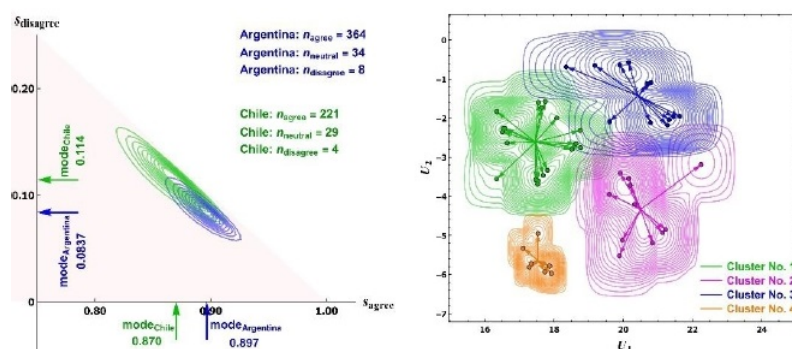 s_disagree
Argentina: n_agree = 364
Argentina: n_neutral = 34
Argentina: n_disagree = 8
0.20
Chile: n_agree = 221
Chile: n_neutral = 29
Chile: n_disagree = 4
mode_Chile
0.114
0.10
mode_Argentina
0.0837
0
0.80
0.90
1.00
s_agree
mode_Chile
0.870
mode_Argentina
0.897
0
−1
−2
−3
−4
−5
−6
−7
U_2
16
18
20
22
24
Cluster No. 1
Cluster No. 2
Cluster No. 3
Cluster No. 4